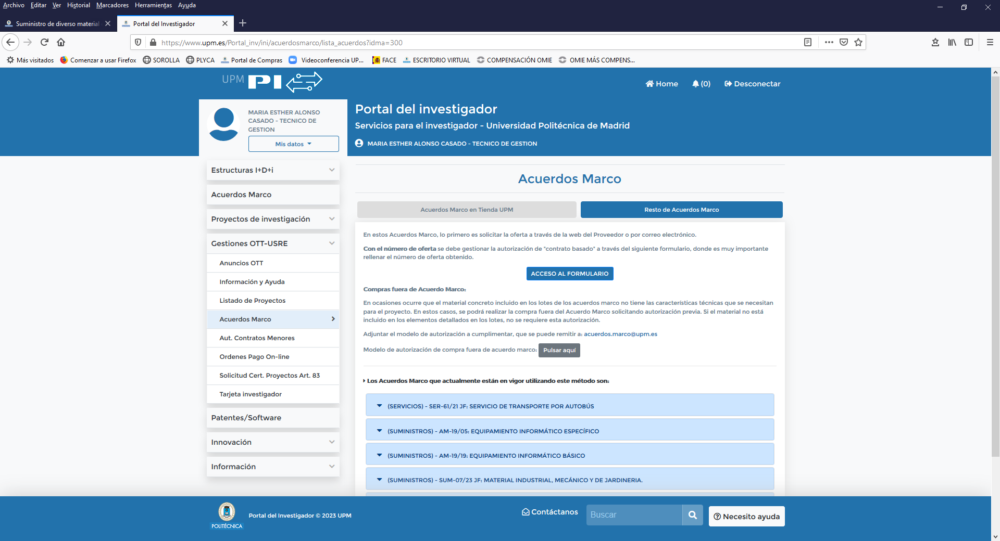 Archivo Editar Ver Historial Marcadores Herramientas Ayuda
Suministro de diverso material
Portal del Investigador
https://www.upm.es/Portal_inv/ini/acuerdosmarco/lista_acuerdos?idma=300
Más visitados Comenzar a usar Firefox SOROLLA PLYCA Portal de Compras Videoconferencia UP... FACE ESCRITORIO VIRTUAL COMPENSACIÓN OMIE OMIE MÁS COMPENS...
UPM PI
Home (0) Desconectar
MARIA ESTHER ALONSO
CASADO - TECNICO DE
GESTION
Mis datos
Portal del investigador
Servicios para el investigador - Universidad Politécnica de Madrid
MARIA ESTHER ALONSO CASADO - TECNICO DE GESTION
Estructuras I+D+i
Acuerdos Marco
Proyectos de investigación
Gestiones OTT-USRE
Anuncios OTT
Información y Ayuda
Listado de Proyectos
Acuerdos Marco
Aut. Contratos Menores
Ordenes Pago On-line
Solicitud Cert. Proyectos Art. 83
Tarjeta investigador
Patentes/Software
Innovación
Información
Acuerdos Marco
Acuerdos Marco en Tienda UPM
Resto de Acuerdos Marco
En estos Acuerdos Marco, lo primero es solicitar la oferta a través de la web del Proveedor o por correo electrónico.
Con el número de oferta se debe gestionar la autorización de "contrato basado" a través del siguiente formulario, donde es muy importante
rellenar el número de oferta obtenido.
ACCESO AL FORMULARIO
Compras fuera de Acuerdo Marco:
En ocasiones ocurre que el material concreto incluido en los lotes de los acuerdos marco no tiene las características técnicas que se necesitan
para el proyecto. En estos casos, se podrá realizar la compra fuera del Acuerdo Marco solicitando autorización previa. Si el material no está
incluido en los elementos detallados en los lotes, no se requiere esta autorización.
Adjuntar el modelo de autorización a cumplimentar, que se puede remitir a: acuerdos.marco@upm.es
Modelo de autorización de compra fuera de acuerdo marco: Pulsar aquí
Los Acuerdos Marco que actualmente están en vigor utilizando este método son:
(SERVICIOS) - SER-61/21 JF: SERVICIO DE TRANSPORTE POR AUTOBÚS
(SUMINISTROS) - AM-19/05: EQUIPAMIENTO INFORMÁTICO ESPECÍFICO
(SUMINISTROS) - AM-19/19: EQUIPAMIENTO INFORMÁTICO BÁSICO
(SUMINISTROS) - SUM-07/23 JF: MATERIAL INDUSTRIAL, MECÁNICO Y DE JARDINERIA.
POLITÉCNICA
Portal del Investigador © 2023 UPM
Contáctanos
Buscar
Necesito ayuda